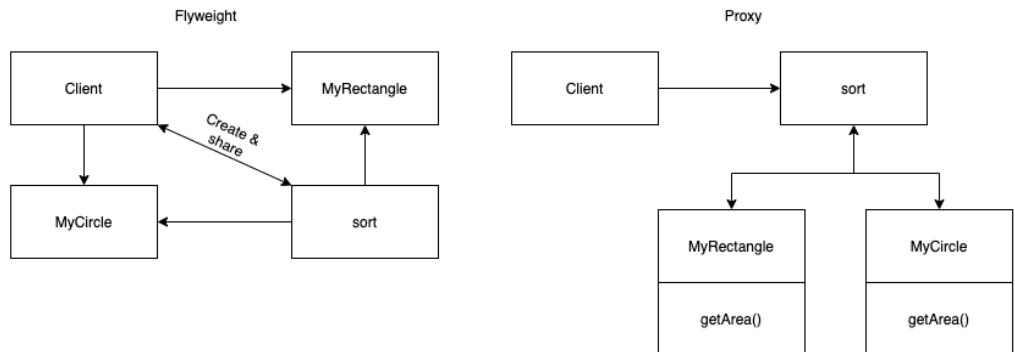 Flyweight
Client
MyRectangle
Create &
share
MyCircle
sort
Proxy
Client
sort
MyRectangle
MyCircle
getArea()
getArea()